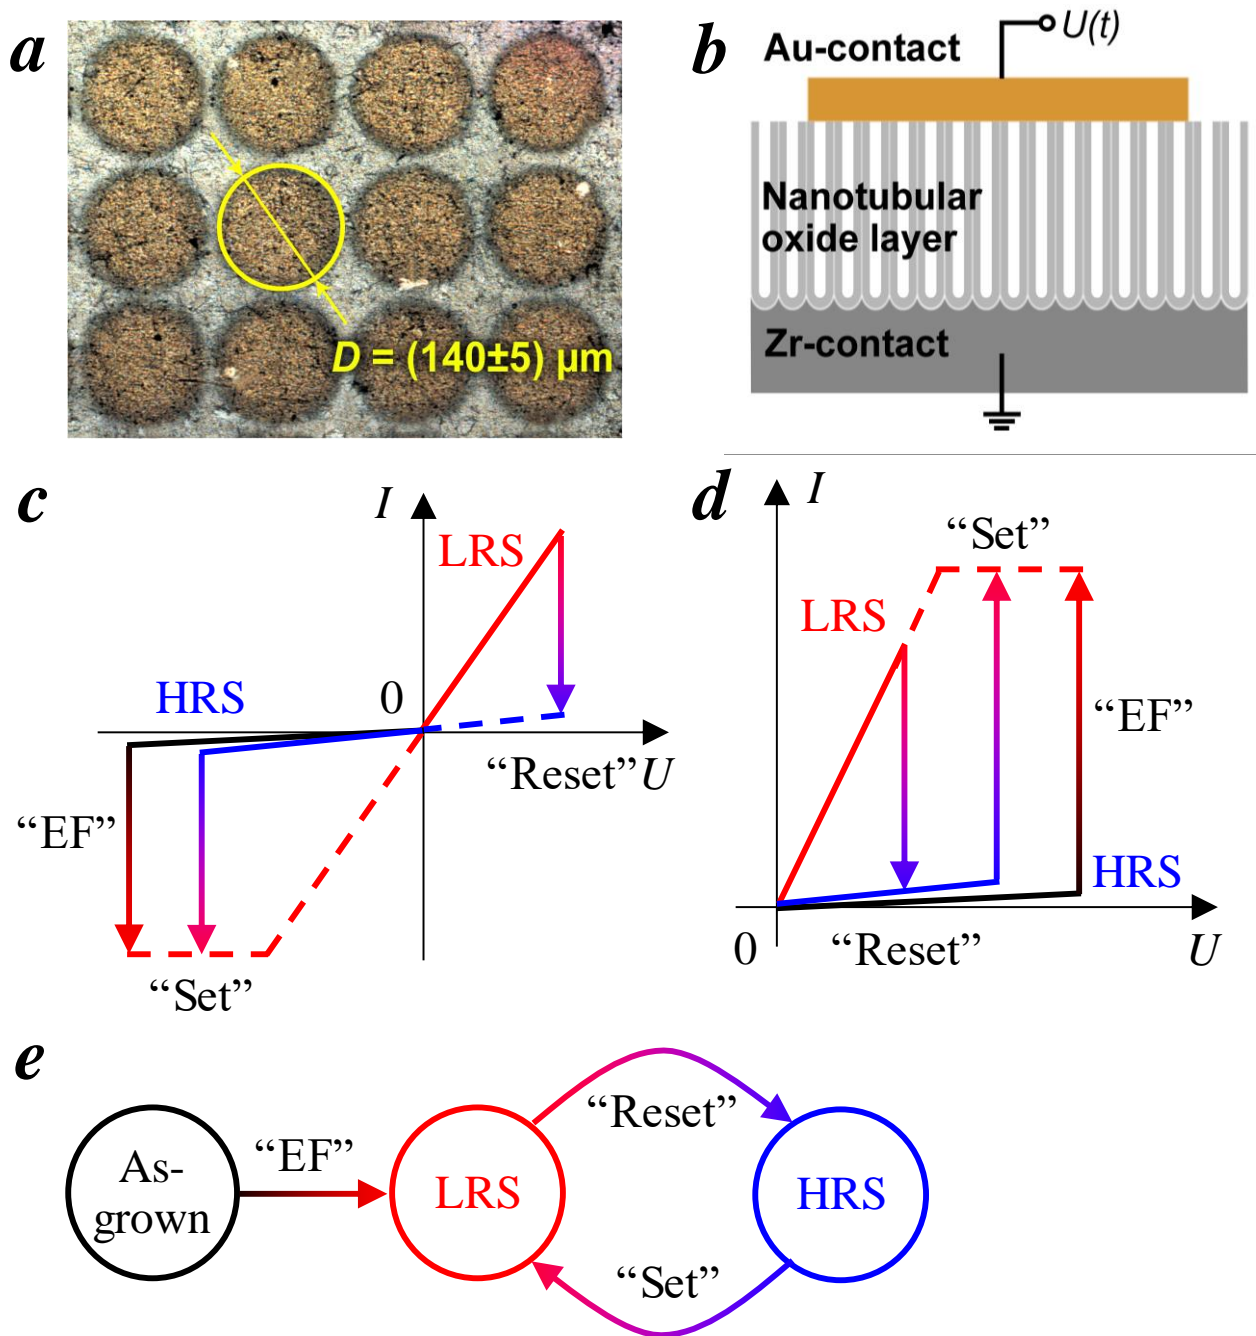 a
D = (140±5) μm
b
Au-contact
U(t)
Nanotubular
oxide layer
Zr-contact
c
I
LRS
HRS
0
“Reset” U
“EF”
“Set”
d
I
“Set”
LRS
“EF”
HRS
0
“Reset”
U
e
As-
grown
“EF”
LRS
“Reset”
HRS
“Set”